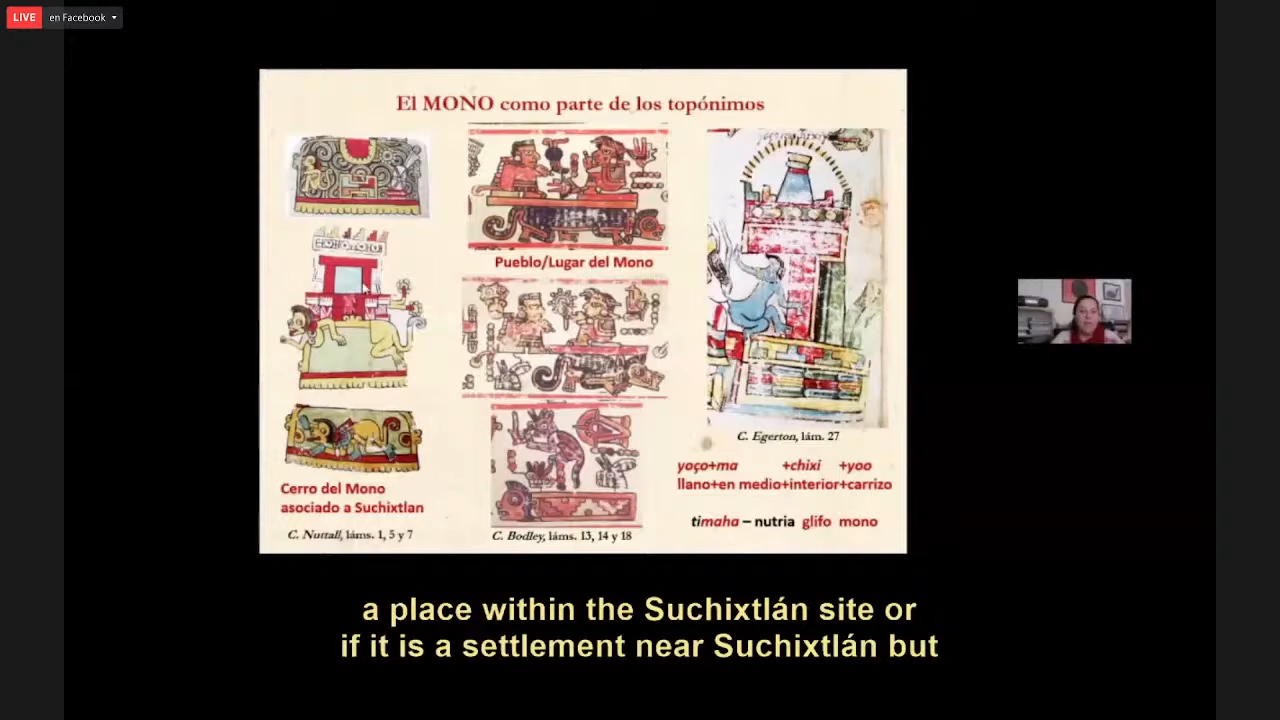 LIVE en Facebook
El MONO como parte de los topónimos
Pueblo/Lugar del Mono
Cerro del Mono
asociado a Suchixtlan
C. Nuttall, láms. 1, 5 y 7
C. Bodley, láms. 13, 14 y 18
C. Egerton, lám. 27
yoço+ma +chixi +yoo
llano+en medio+interior+carrizo
timaha – nutria glifo mono
a place within the Suchixtlán site or
if it is a settlement near Suchixtlán but